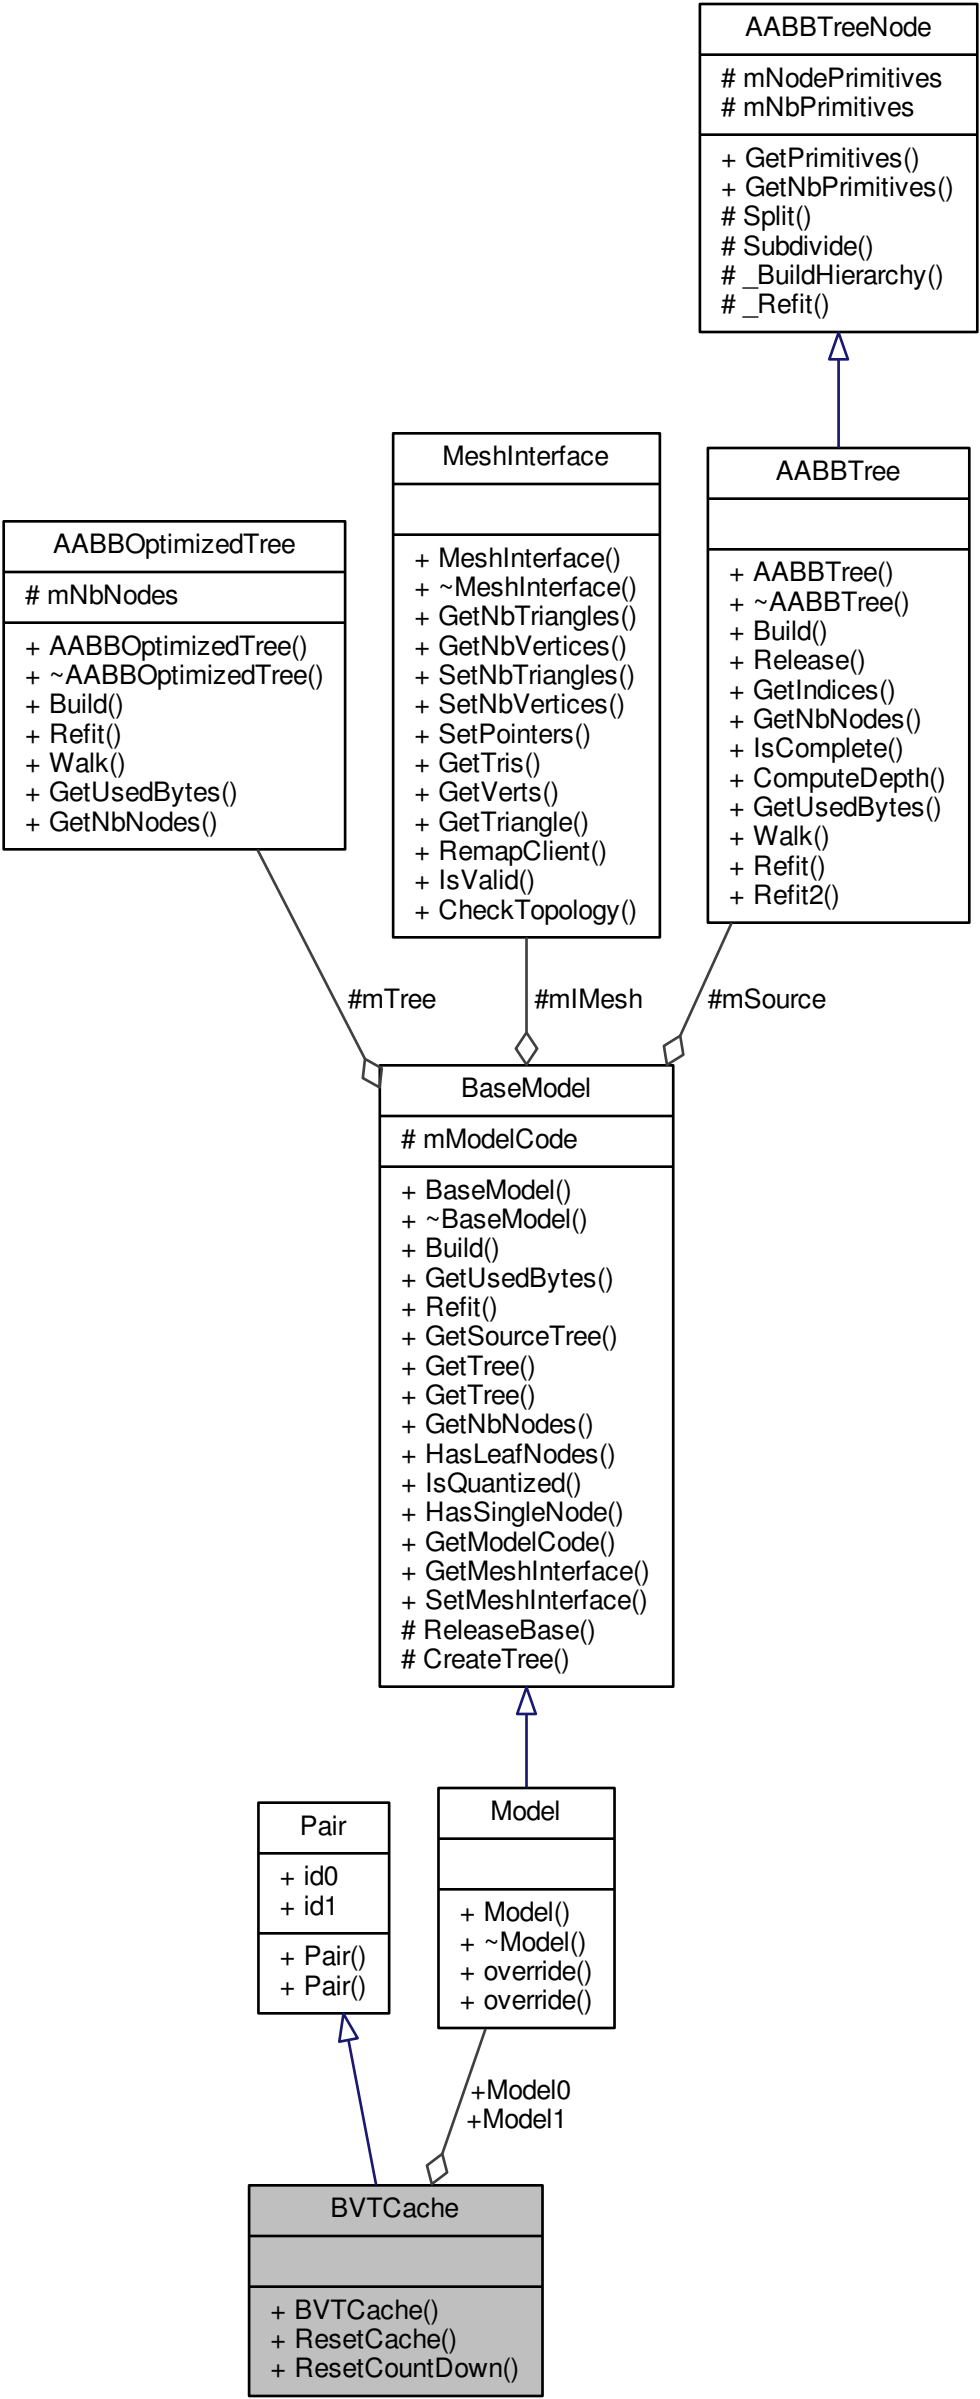 AABBTreeNode
# mNodePrimitives
# mNbPrimitives
+ GetPrimitives()
+ GetNbPrimitives()
# Split()
# Subdivide()
# _BuildHierarchy()
# _Refit()
MeshInterface
+ MeshInterface()
+ ~MeshInterface()
+ GetNbTriangles()
+ GetNbVertices()
+ SetNbTriangles()
+ SetNbVertices()
+ SetPointers()
+ GetTris()
+ GetVerts()
+ GetTriangle()
+ RemapClient()
+ IsValid()
+ CheckTopology()
AABBTree
+ AABBTree()
+ ~AABBTree()
+ Build()
+ Release()
+ GetIndices()
+ GetNbNodes()
+ IsComplete()
+ ComputeDepth()
+ GetUsedBytes()
+ Walk()
+ Refit()
+ Refit2()
AABBOptimizedTree
# mNbNodes
+ AABBOptimizedTree()
+ ~AABBOptimizedTree()
+ Build()
+ Refit()
+ Walk()
+ GetUsedBytes()
+ GetNbNodes()
#mTree
#mIMesh
#mSource
BaseModel
# mModelCode
+ BaseModel()
+ ~BaseModel()
+ Build()
+ GetUsedBytes()
+ Refit()
+ GetSourceTree()
+ GetTree()
+ GetTree()
+ GetNbNodes()
+ HasLeafNodes()
+ IsQuantized()
+ HasSingleNode()
+ GetModelCode()
+ GetMeshInterface()
+ SetMeshInterface()
# ReleaseBase()
# CreateTree()
Pair
+ id0
+ id1
+ Pair()
+ Pair()
Model
+ Model()
+ ~Model()
+ override()
+ override()
+Model0
+Model1
BVTCache
+ BVTCache()
+ ResetCache()
+ ResetCountDown()